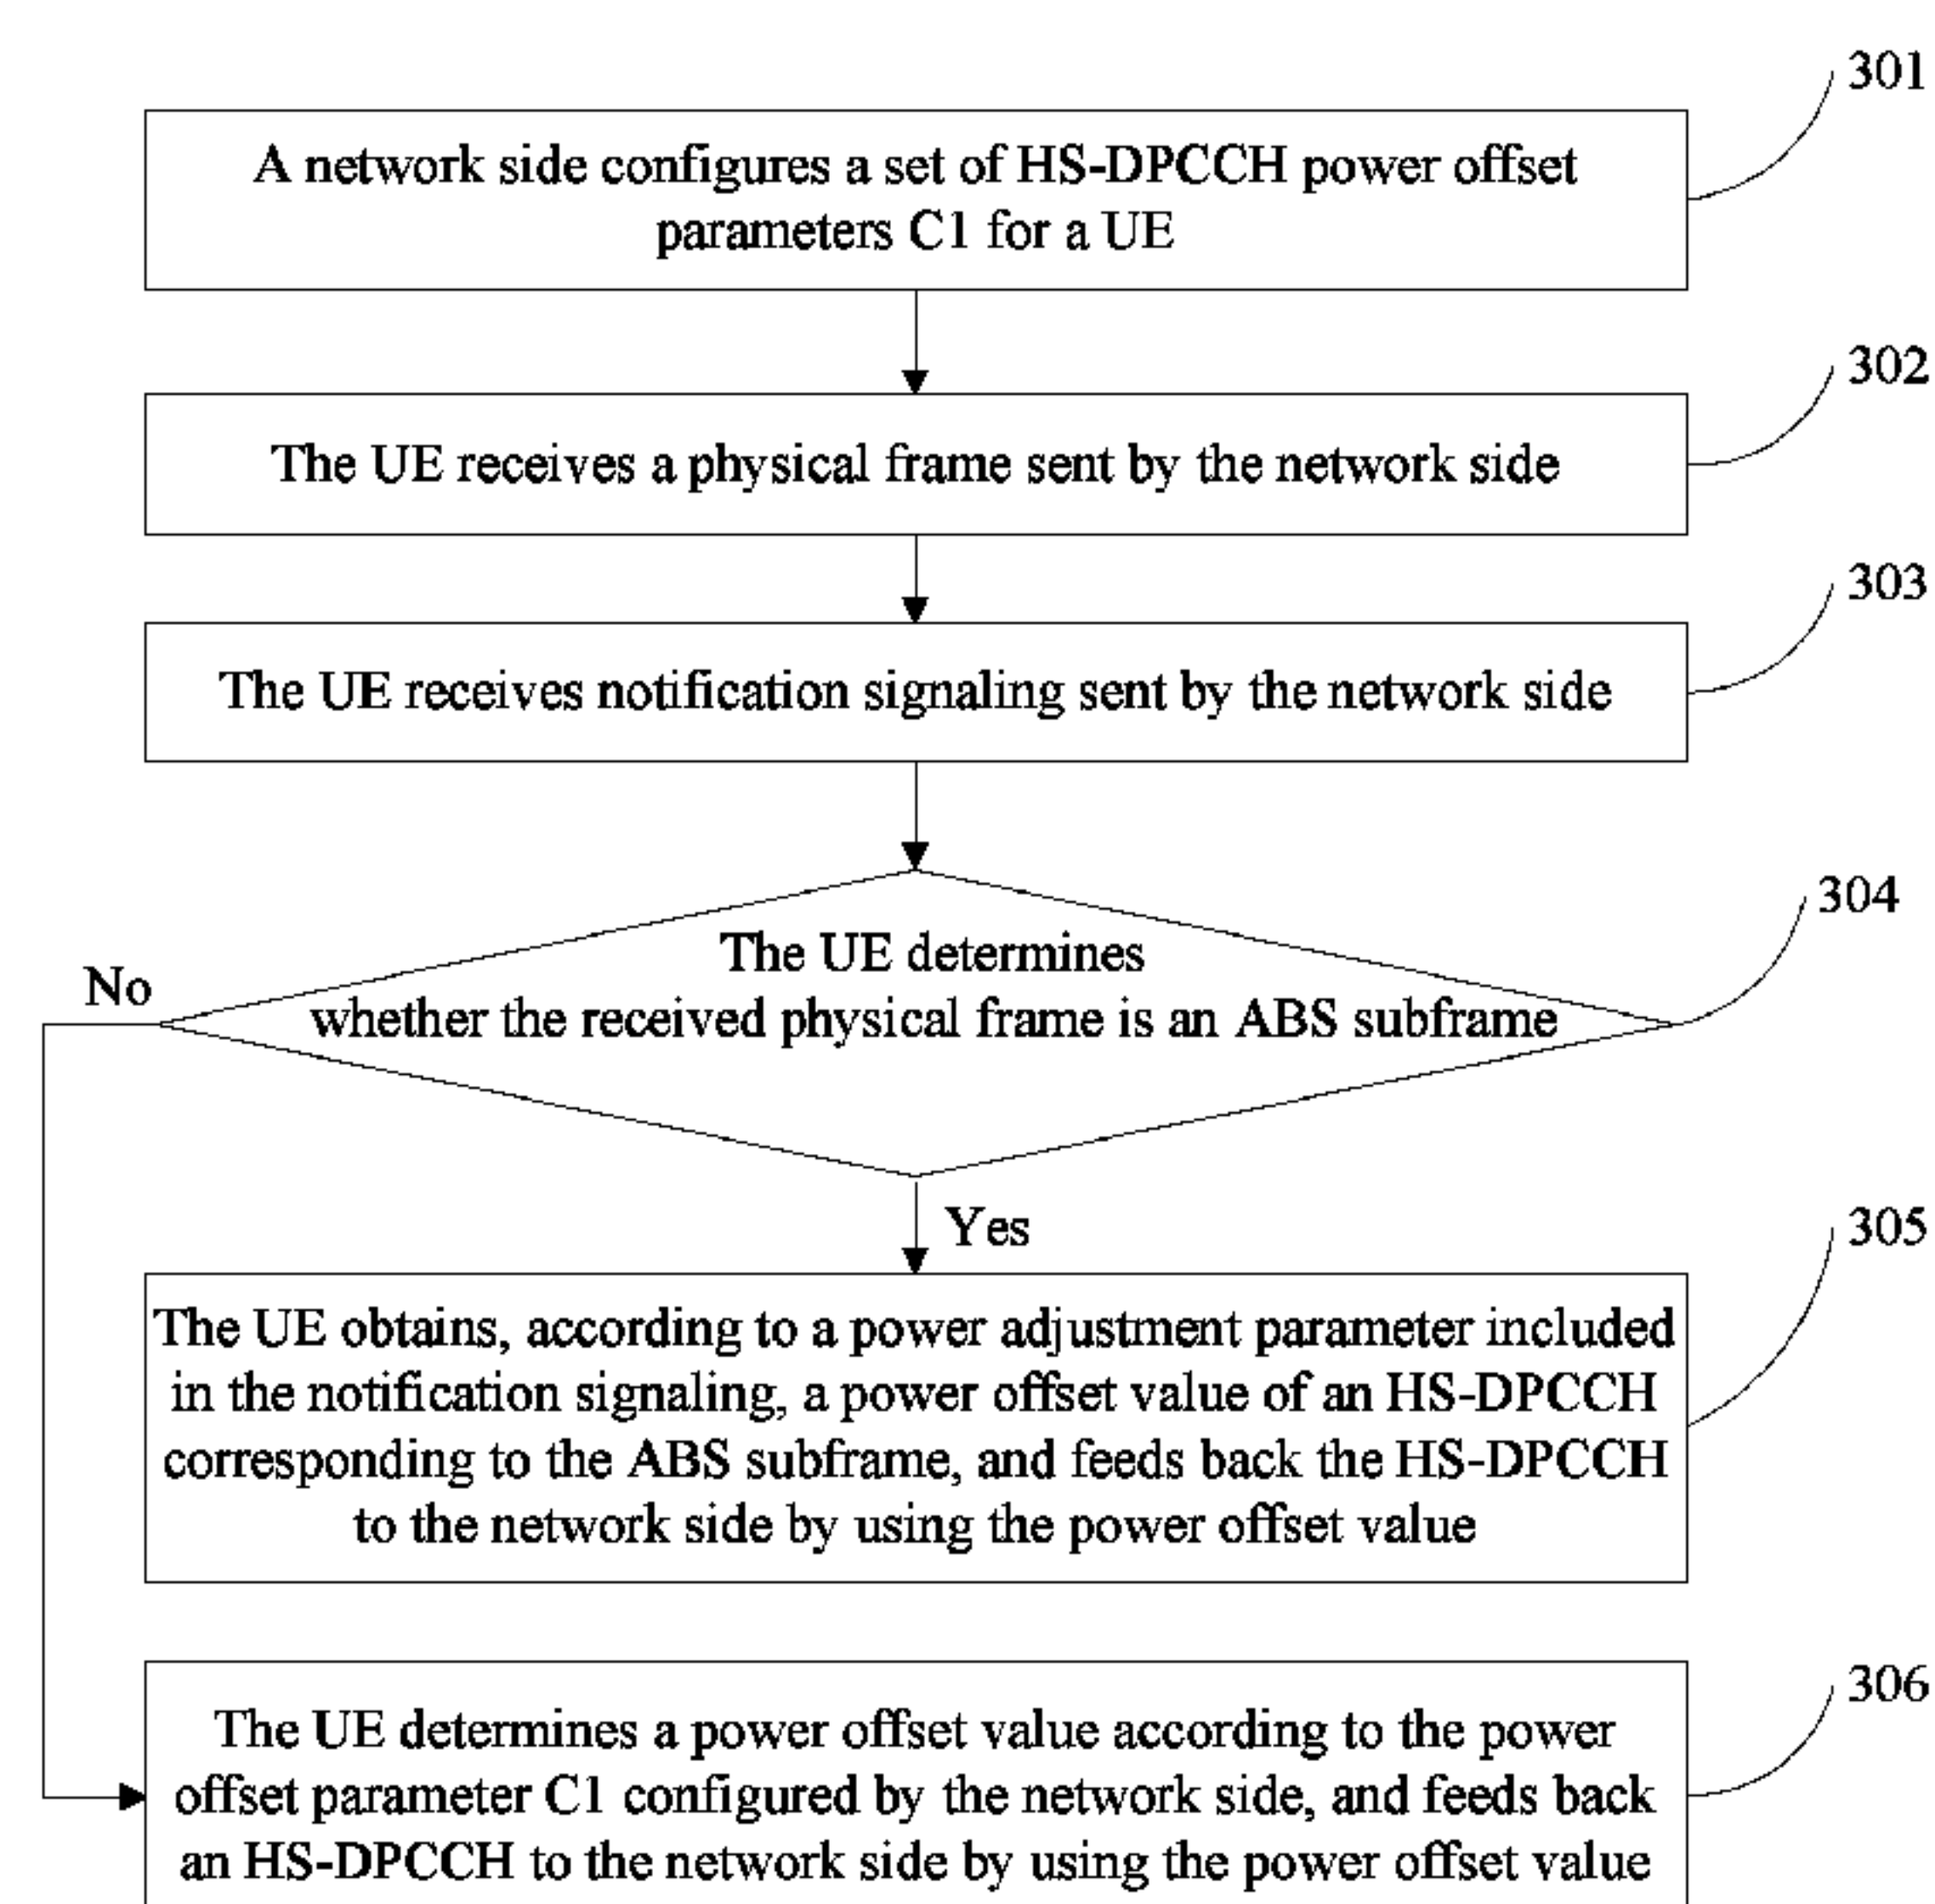 301
A network side configures a set of HS-DPCCH power offset
parameters C1 for a UE
302
The UE receives a physical frame sent by the network side
303
The UE receives notification signaling sent by the network side
304
The UE determines
whether the received physical frame is an ABS subframe
No
Yes
305
The UE obtains, according to a power adjustment parameter included
in the notification signaling, a power offset value of an HS-DPCCH
corresponding to the ABS subframe, and feeds back the HS-DPCCH
to the network side by using the power offset value
306
The UE determines a power offset value according to the power
offset parameter C1 configured by the network side, and feeds back
an HS-DPCCH to the network side by using the power offset value